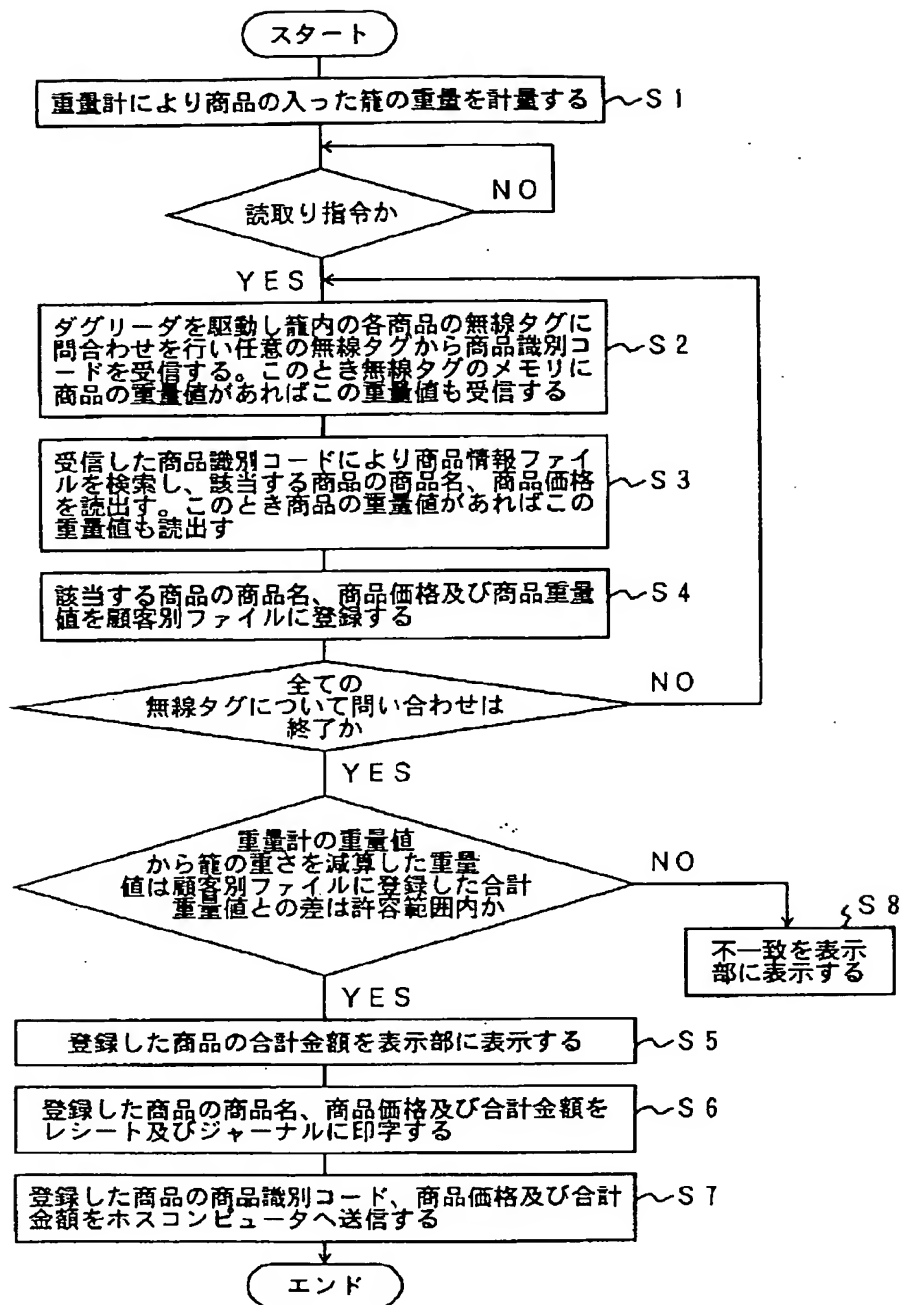 スタート
重量計により商品の入った籠の重量を計量する
S1
NO
読取り指令か
YES
ダグリーダを駆動し籠内の各商品の無線タグに
問合わせを行い任意の無線タグから商品識別コ
ードを受信する。このとき無線タグのメモリに
商品の重量値があればこの重量値も受信する
S2
受信した商品識別コードにより商品情報ファイ
ルを検索し、該当する商品の商品名、商品価格
を読出す。このとき商品の重量値があればこの
重量値も読出す
S3
該当する商品の商品名、商品価格及び商品重量
値を顧客別ファイルに登録する
S4
全ての
無線タグについて問い合わせは
終了か
NO
YES
重量計の重量値
から籠の重さを減算した重量
値は顧客別ファイルに登録した合計
重量値との差は許容範囲内か
NO
S8
不一致を表示
部に表示する
YES
登録した商品の合計金額を表示部に表示する
S5
登録した商品の商品名、商品価格及び合計金額を
レシート及びジャーナルに印字する
S6
登録した商品の商品識別コード、商品価格及び合計
金額をホスコンピュータへ送信する
S7
エンド